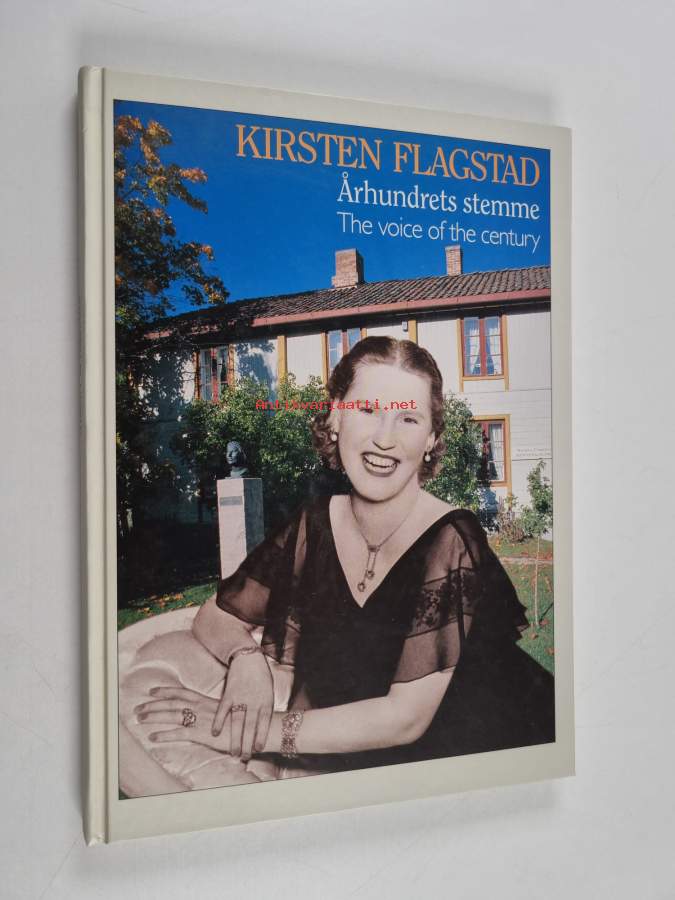 KIRSTEN FLAGSTAD
Århundrets stemme
The voice of the century
Antikvariaatti.net